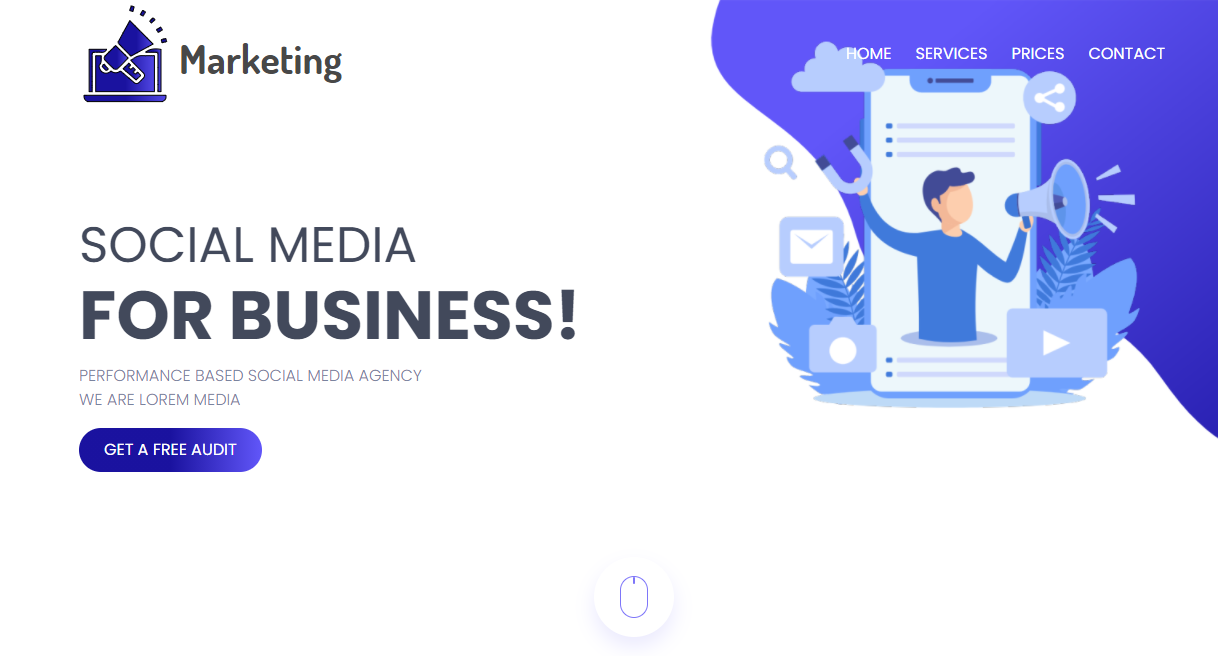 Marketing
HOME SERVICES PRICES CONTACT
SOCIAL MEDIA
FOR BUSINESS!
PERFORMANCE BASED SOCIAL MEDIA AGENCY
WE ARE LOREM MEDIA
GET A FREE AUDIT